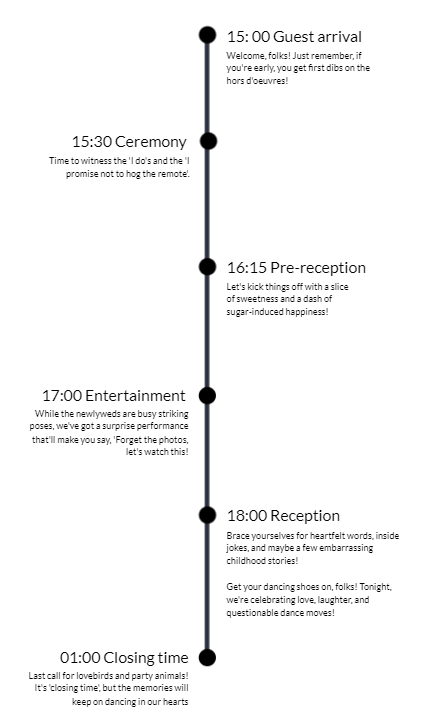 15: 00 Guest arrival
Welcome, folks! Just remember, if
you're early, you get first dibs on the
hors d'oeuvres!
15:30 Ceremony
Time to witness the 'I do's and the 'I
promise not to hog the remote'.
16:15 Pre-reception
Let's kick things off with a slice
of sweetness and a dash of
sugar-induced happiness!
17:00 Entertainment
While the newlyweds are busy striking
poses, we've got a surprise performance
that'll make you say, 'Forget the photos,
let's watch this!
18:00 Reception
Brace yourselves for heartfelt words, inside
jokes, and maybe a few embarrassing
childhood stories!
Get your dancing shoes on, folks! Tonight,
we're celebrating love, laughter, and
questionable dance moves!
01:00 Closing time
Last call for lovebirds and party animals!
It's 'closing time', but the memories will
keep on dancing in our hearts